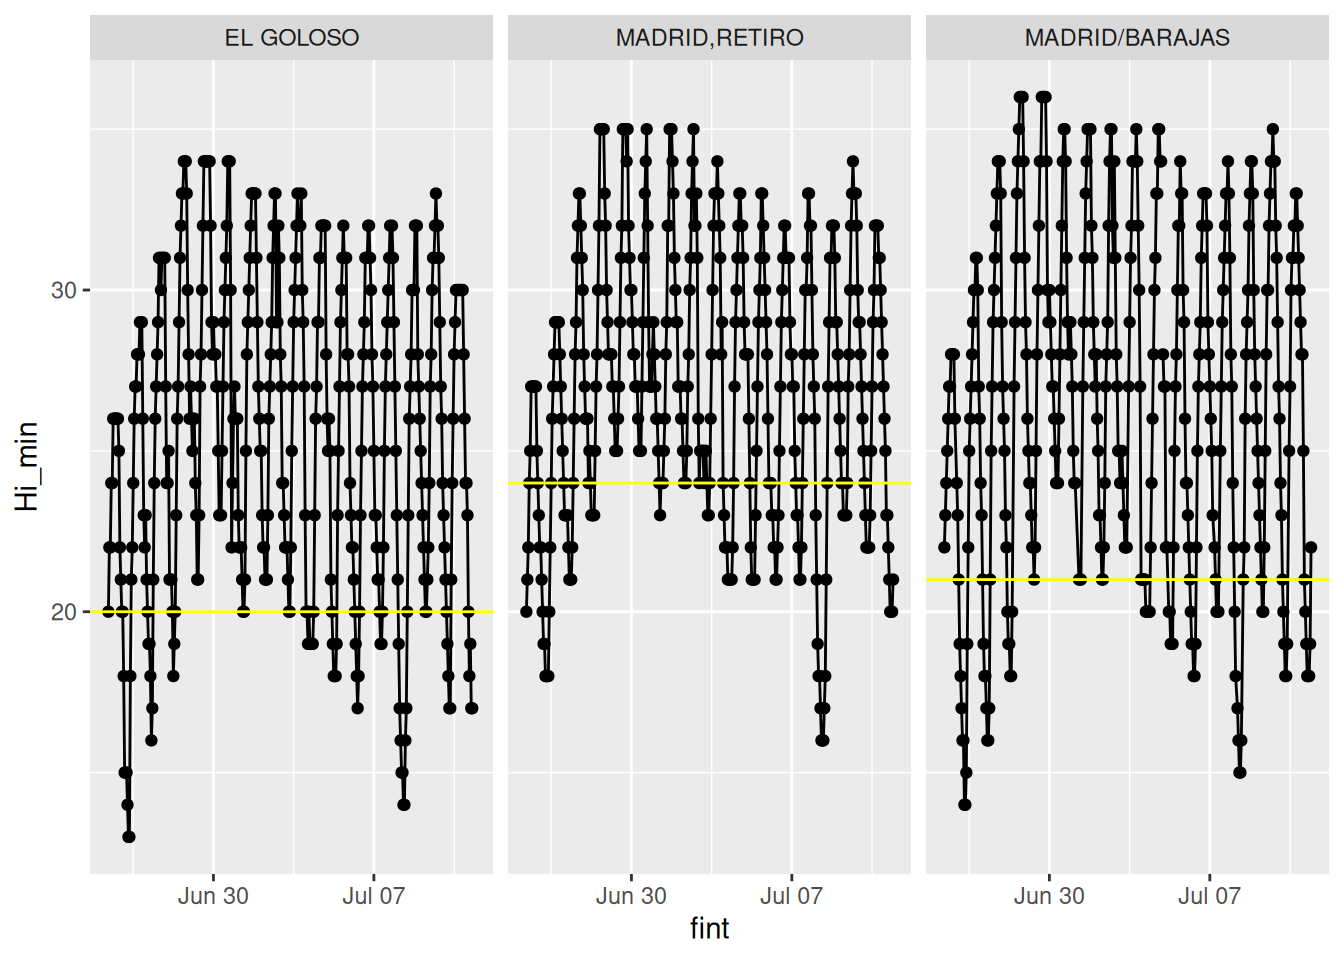 EL GOLOSO
MADRID,RETIRO
MADRID/BARAJAS
Hi_min
30
20
Jun 30
Jul 07
Jun 30
Jul 07
Jun 30
Jul 07
fint